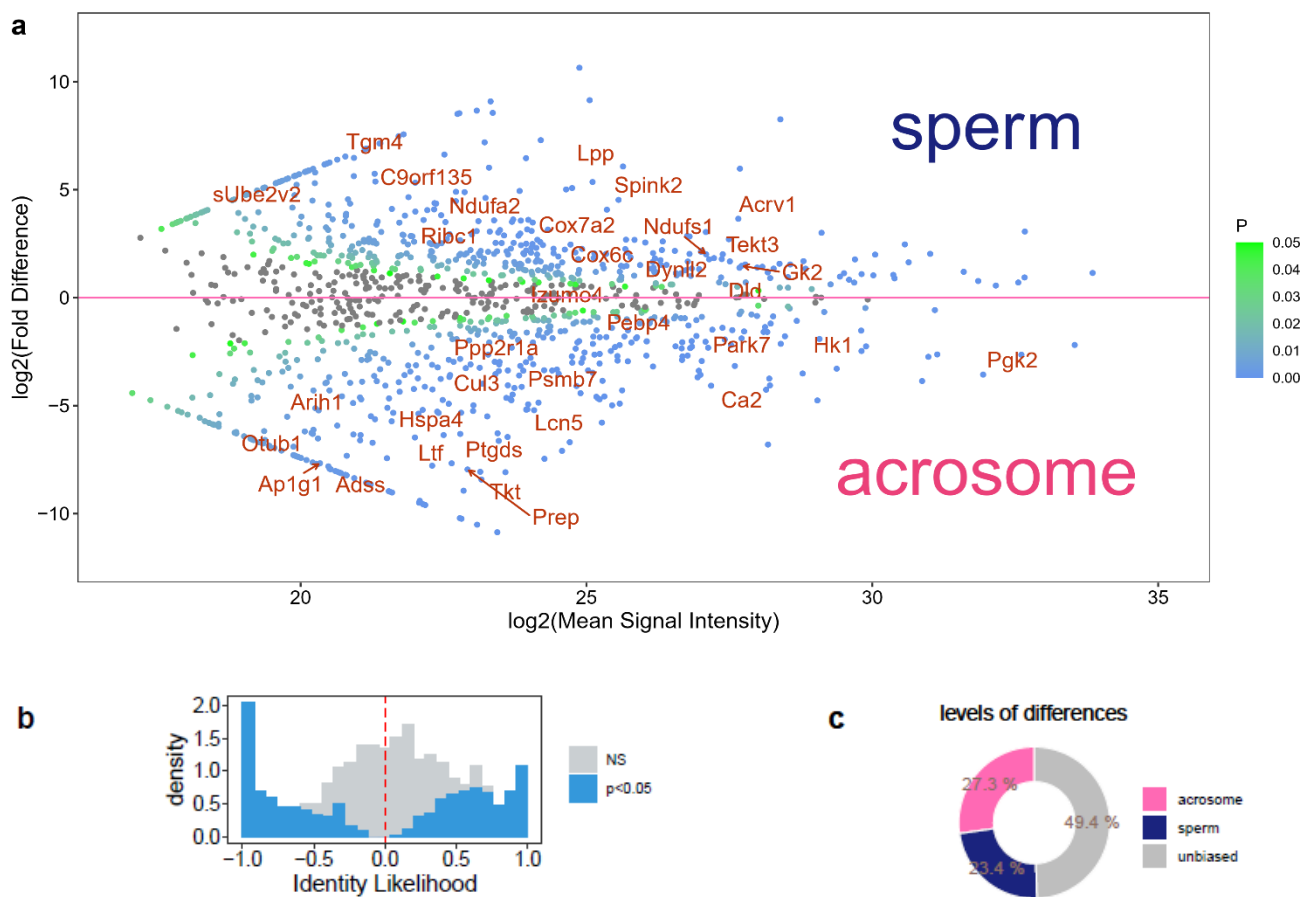 a
sperm
acrosome
log2(Fold Difference)
10
5
0
−5
−10
20
25
30
35
log2(Mean Signal Intensity)
Tgm4
C9orf135
sUbe2v2
Ndufa2
Ribc1
Lpp
Spink2
Acrv1
Cox7a2
Ndufs1
Tekt3
Cox6c
Dynll2
Gk2
Dld
Izumo4
Pebp4
Ppp2r1a
Park7
Hk1
Pgk2
Cul3
Psmb7
Ca2
Arih1
Hspa4
Lcn5
Otub1
Ltf
Ptgds
Ap1g1
Adss
Tkt
Prep
P
0.05
0.04
0.03
0.02
0.01
0.00
b
density
2.0
1.5
1.0
0.5
0.0
−1.0
−0.5
0.0
0.5
1.0
Identity Likelihood
NS
p<0.05
c
levels of differences
27.3 %
49.4 %
23.4 %
acrosome
sperm
unbiased